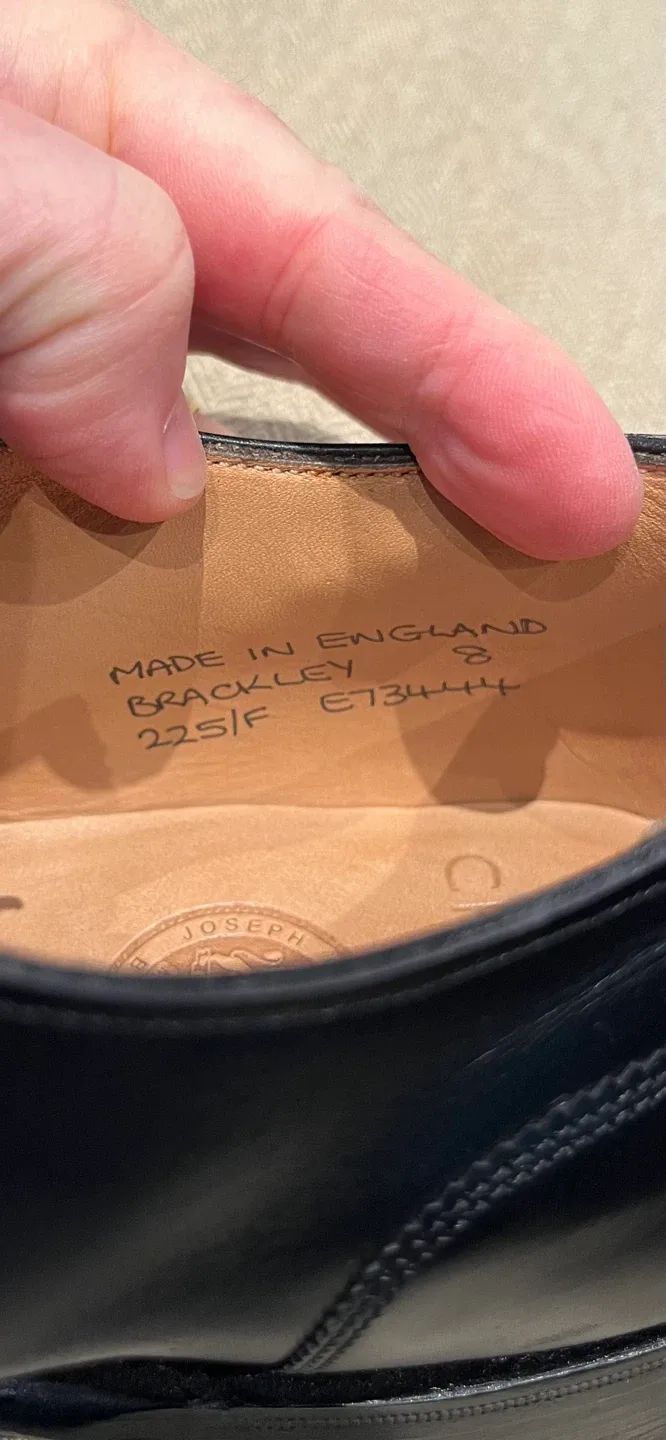 MADE IN ENGLAND
BRACKLEY 8
225/F E73444
JOSEPH